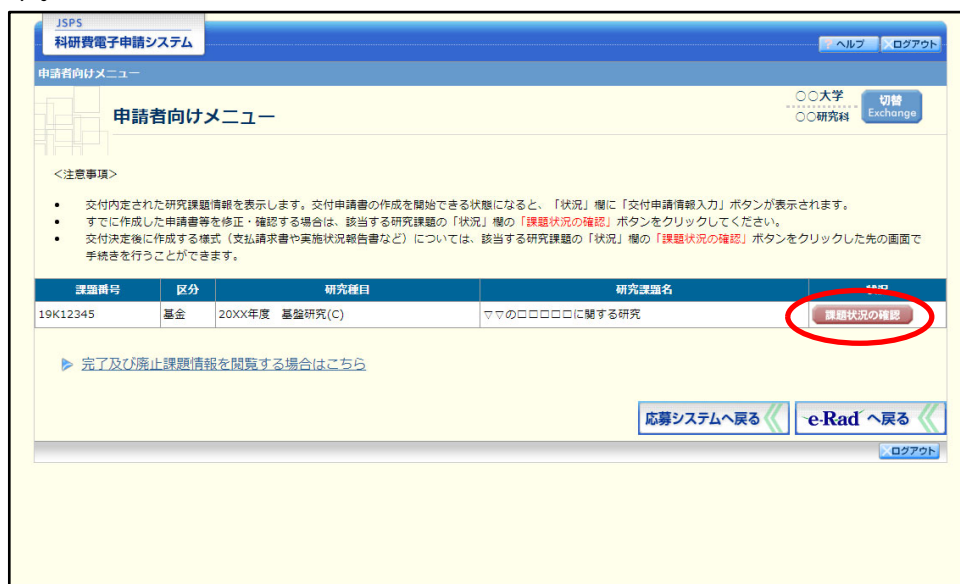 JSPS
科研費電子申請システム
? ヘルプ
×ログアウト
申請者向けメニュー
申請者向けメニュー
○○大学
○○研究科
切替
Exchange
<注意事項>
• 交付内定された研究課題情報を表示します。交付申請書の作成を開始できる状態になると、「状況」欄に「交付申請情報入力」ボタンが表示されます。
• すでに作成した申請書等を修正・確認する場合は、該当する研究課題の「状況」欄の「課題状況の確認」ボタンをクリックしてください。
• 交付決定後に作成する様式（支払請求書や実施状況報告書など）については、該当する研究課題の「状況」欄の「課題状況の確認」ボタンをクリックした先の画面で
手続きを行うことができます。
課題番号 区分 研究種目 研究課題名 状況
19K12345 基金 20XX年度 基盤研究(C) ▽▽の□□□□□に関する研究 課題状況の確認
完了及び廃止課題情報を閲覧する場合はこちら
応募システムへ戻る
e-Rad へ戻る
×ログアウト